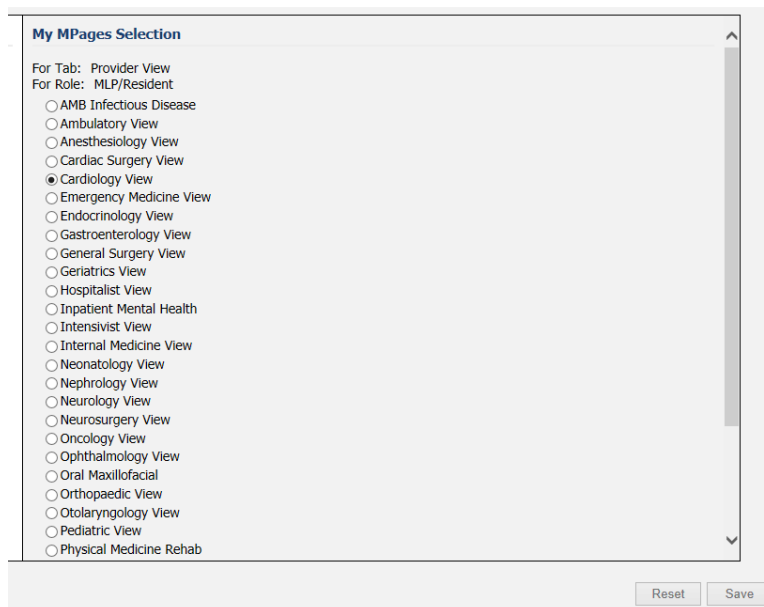 My MPages Selection
For Tab: Provider View
For Role: MLP/Resident
AMB Infectious Disease
Ambulatory View
Anesthesiology View
Cardiac Surgery View
Cardiology View
Emergency Medicine View
Endocrinology View
Gastroenterology View
General Surgery View
Geriatrics View
Hospitalist View
Inpatient Mental Health
Intensivist View
Internal Medicine View
Neonatology View
Nephrology View
Neurology View
Neurosurgery View
Oncology View
Ophthalmology View
Oral Maxillofacial
Orthopaedic View
Otolaryngology View
Pediatric View
Physical Medicine Rehab
Reset Save